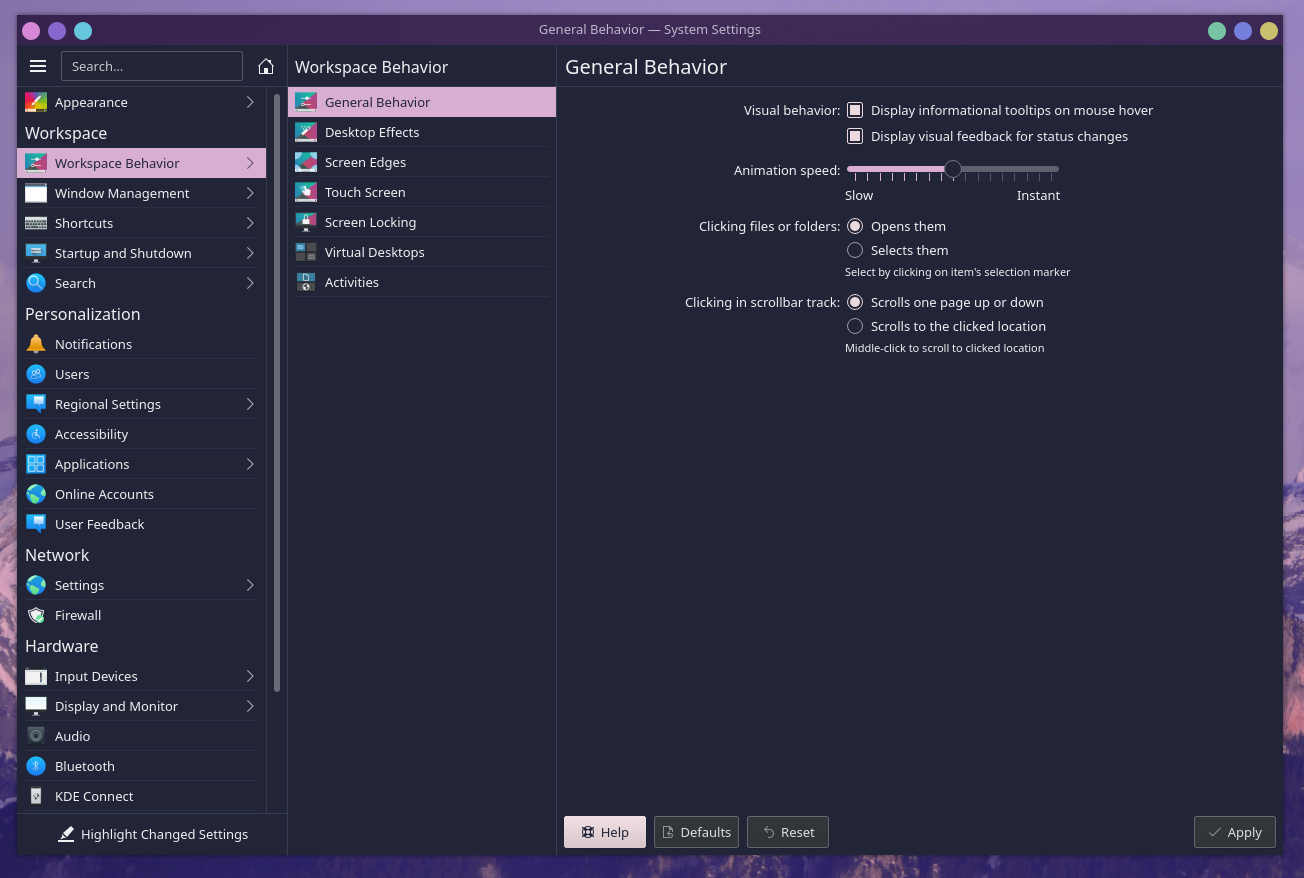 General Behavior — System Settings
Search...
Appearance
Workspace
Workspace Behavior
Window Management
Shortcuts
Startup and Shutdown
Search
Personalization
Notifications
Users
Regional Settings
Accessibility
Applications
Online Accounts
User Feedback
Network
Settings
Firewall
Hardware
Input Devices
Display and Monitor
Audio
Bluetooth
KDE Connect
Highlight Changed Settings
Workspace Behavior
General Behavior
Desktop Effects
Screen Edges
Touch Screen
Screen Locking
Virtual Desktops
Activities
General Behavior
Visual behavior: Display informational tooltips on mouse hover
Display visual feedback for status changes
Animation speed:
Slow Instant
Clicking files or folders: Opens them
Selects them
Select by clicking on item's selection marker
Clicking in scrollbar track: Scrolls one page up or down
Scrolls to the clicked location
Middle-click to scroll to clicked location
Help Defaults Reset Apply